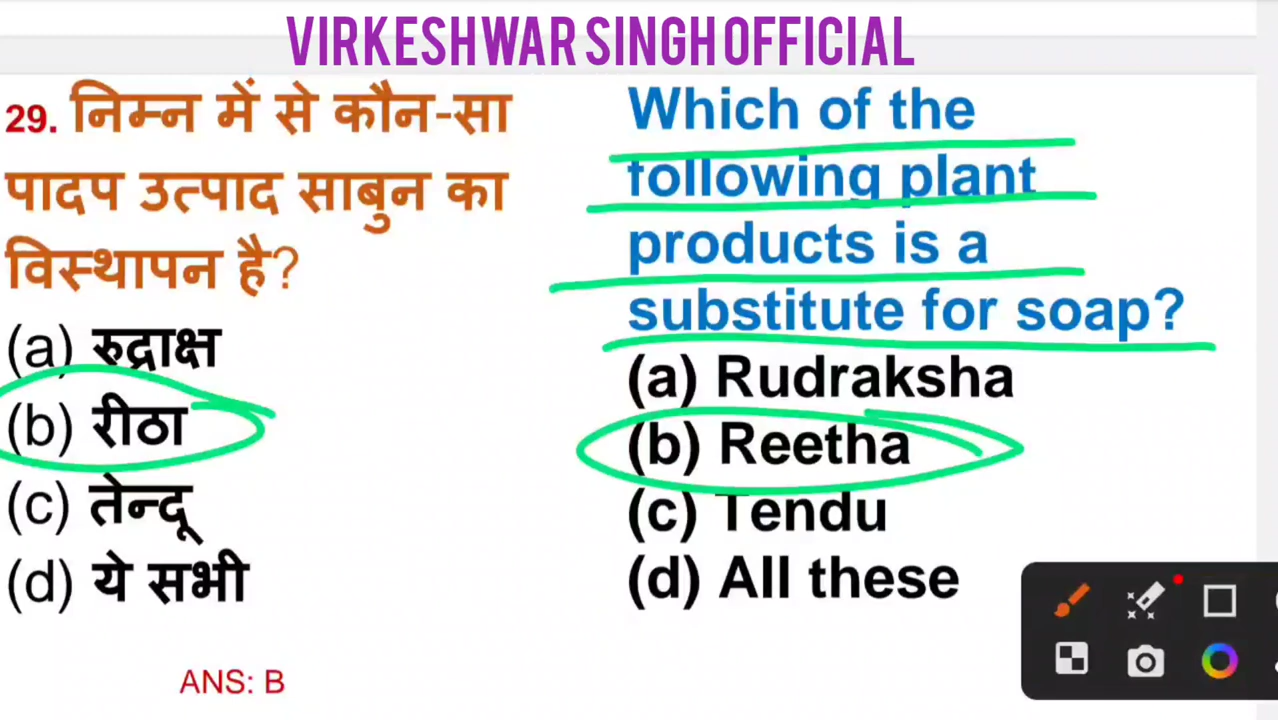 VIRKESHWAR SINGH OFFICIAL
29. निम्न में से कौन-सा
पादप उत्पाद साबुन का
विस्थापन है?
(a) रुद्राक्ष
(b) रीठा
(c) तेन्दू
(d) ये सभी
ANS: B
Which of the
following plant
products is a
substitute for soap?
(a) Rudraksha
(b) Reetha
(c) Tendu
(d) All these